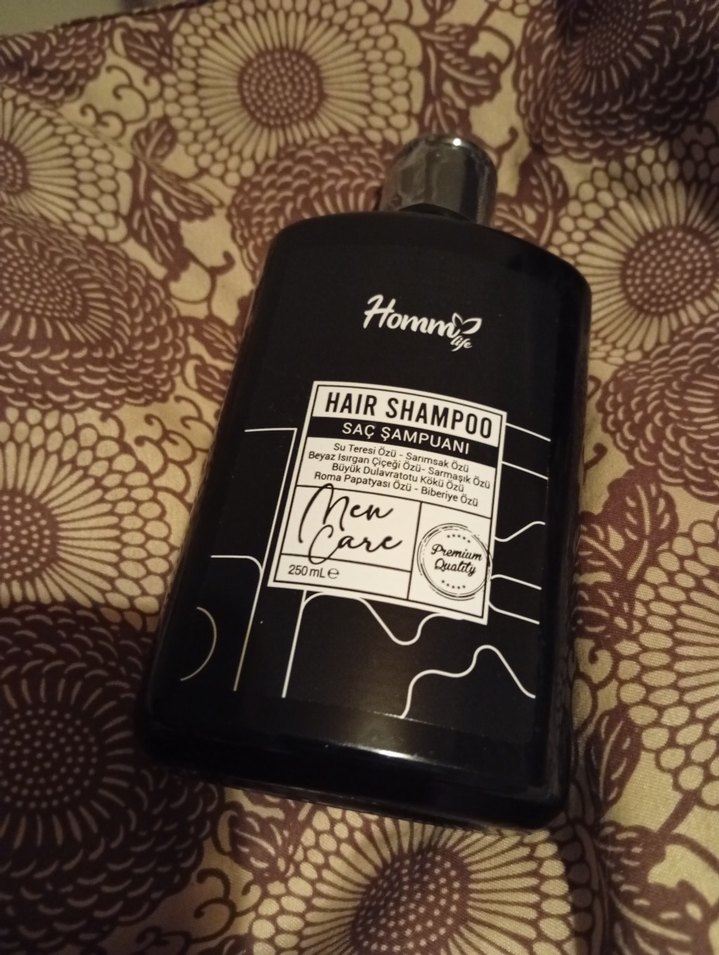 Homm
life
HAIR SHAMPOO
SAÇ ŞAMPUANI
Su Teresi Özü - Sarımsak Özü
Beyaz Isırgan Çiçeği Özü- Sarmaşık Özü
Büyük Dulavratotu Kökü Özü
Roma Papatyası Özü - Biberiye Özü
Men
Care
Premium
Quality
250 mL ℮